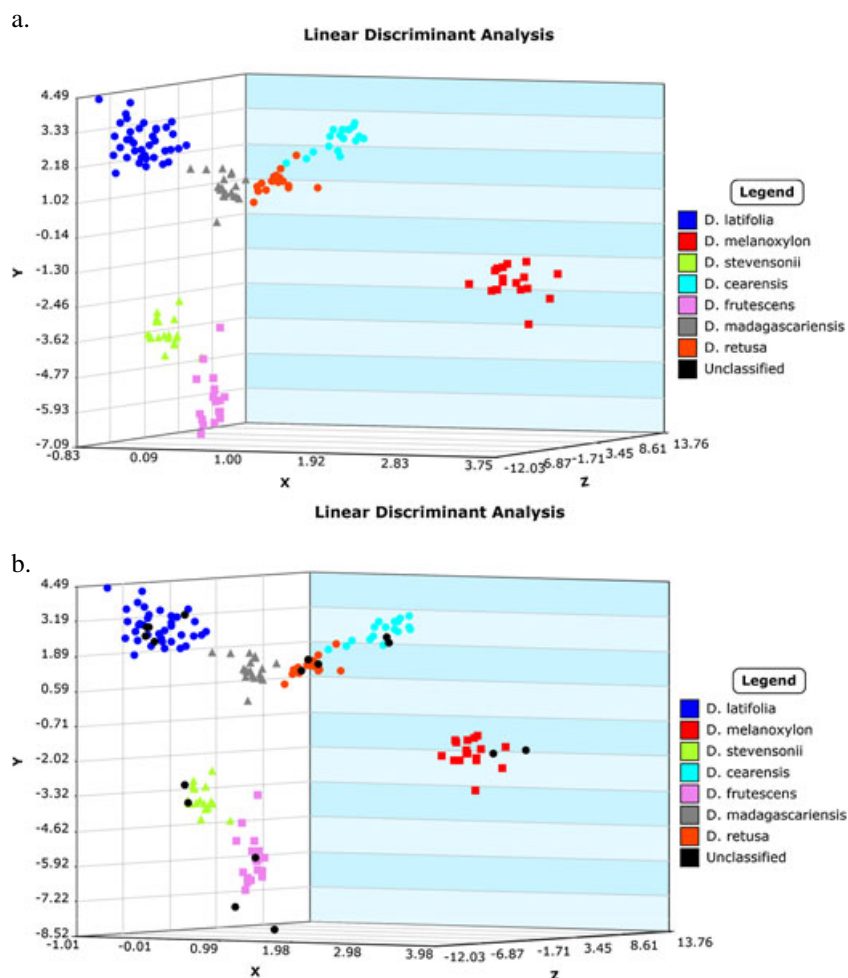 a.
Linear Discriminant Analysis
4.49
3.33
2.18
1.02
-0.14
-1.30
-2.46
-3.62
-4.77
-5.93
-7.09
Y
-0.83 0.09 1.00 1.92 2.83 3.75
X
-12.03 -6.87 -1.71 3.45 8.61 13.76
Z
Legend
D. latifolia
D. melanoxylon
D. stevensonii
D. cearensis
D. frutescens
D. madagascariensis
D. retusa
Unclassified
Linear Discriminant Analysis
b.
4.49
3.19
1.89
0.59
-0.71
-2.02
-3.32
-4.62
-5.92
-7.22
-8.52
Y
-1.01 -0.01 0.99 1.98 2.98 3.98
X
-12.03 -6.87 -1.71 3.45 8.61 13.76
Z
Legend
D. latifolia
D. melanoxylon
D. stevensonii
D. cearensis
D. frutescens
D. madagascariensis
D. retusa
Unclassified